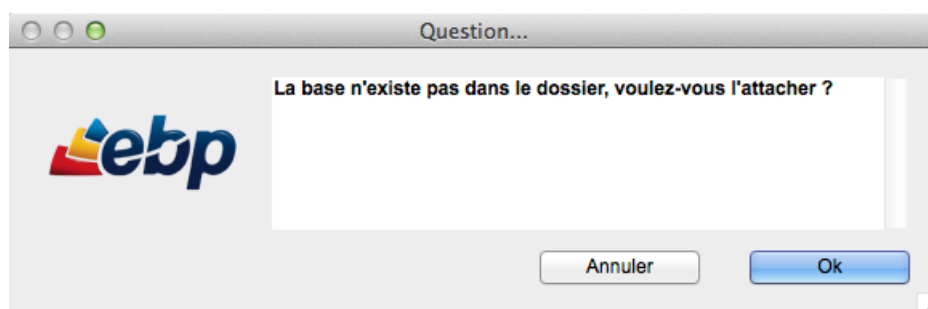 Question...
La base n'existe pas dans le dossier, voulez-vous l'attacher ?
ebp
Annuler
Ok